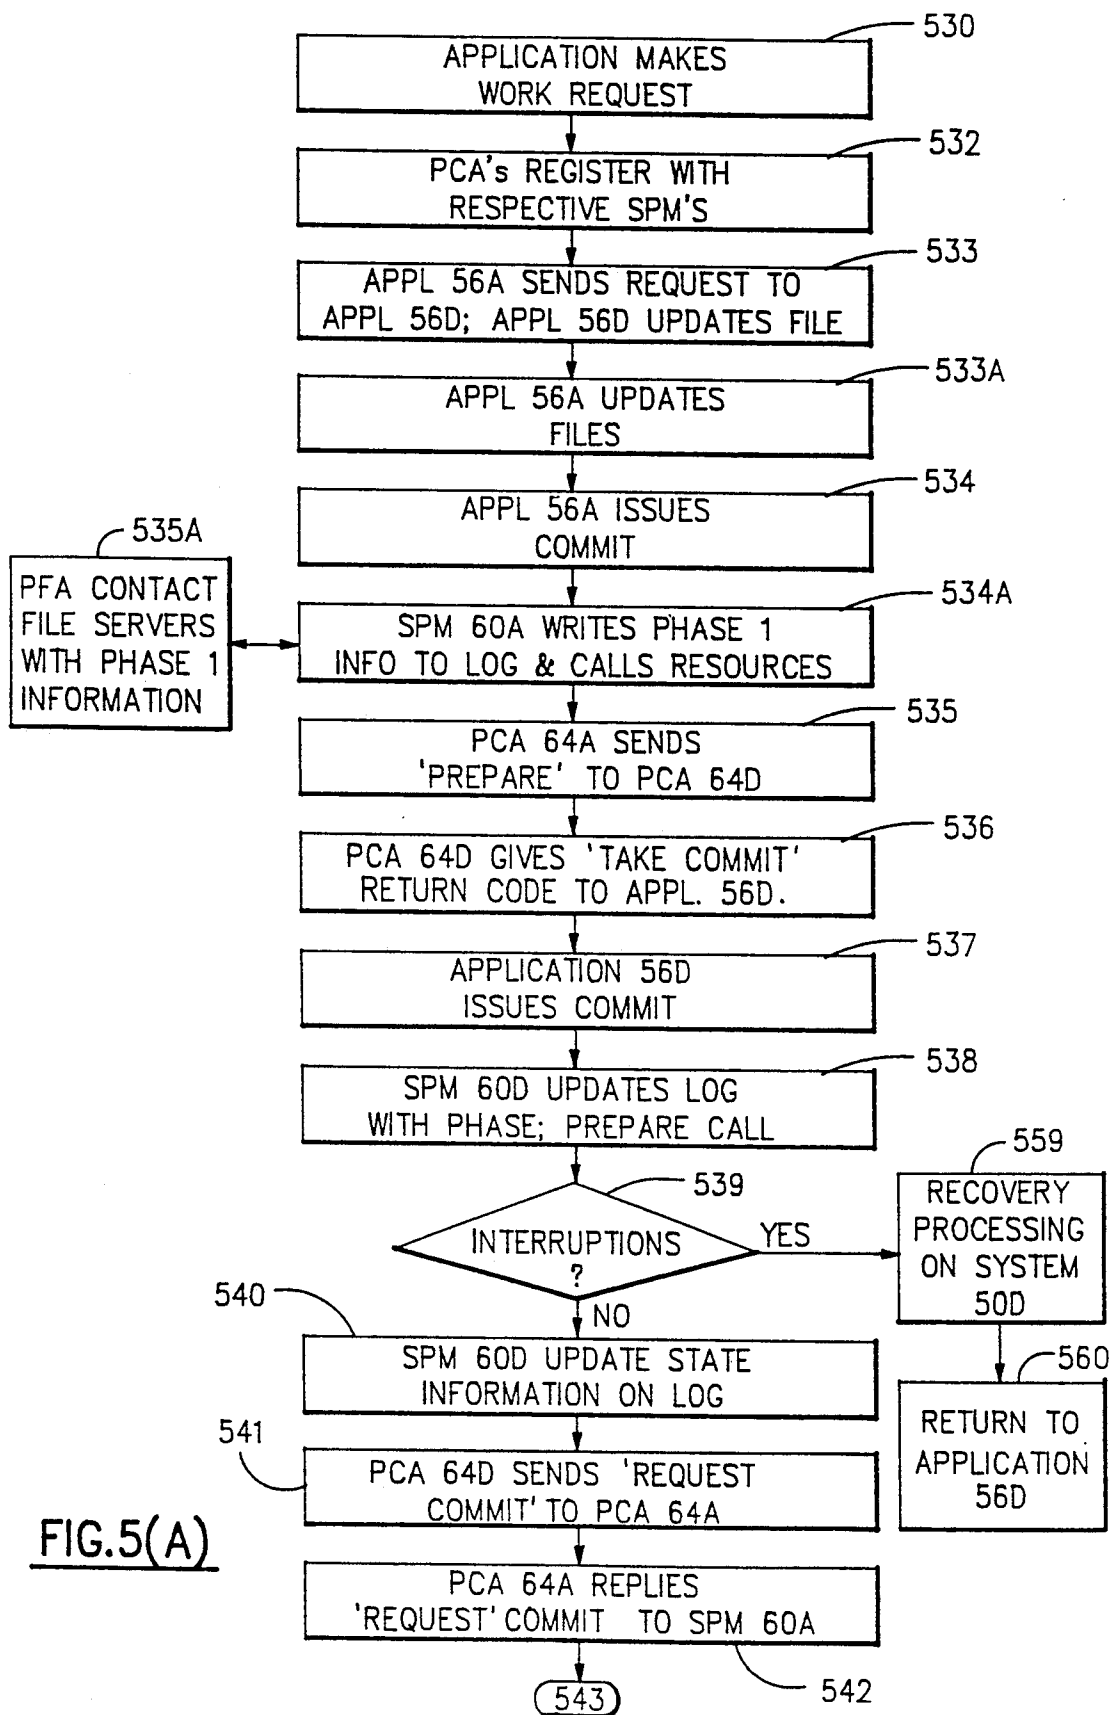 530
APPLICATION MAKES
WORK REQUEST
532
PCA's REGISTER WITH
RESPECTIVE SPM'S
533
APPL 56A SENDS REQUEST TO
APPL 56D; APPL 56D UPDATES FILE
533A
APPL 56A UPDATES
FILES
534
APPL 56A ISSUES
COMMIT
535A
PFA CONTACT
FILE SERVERS
WITH PHASE 1
INFORMATION
534A
SPM 60A WRITES PHASE 1
INFO TO LOG & CALLS RESOURCES
535
PCA 64A SENDS
'PREPARE' TO PCA 64D
536
PCA 64D GIVES 'TAKE COMMIT'
RETURN CODE TO APPL. 56D.
537
APPLICATION 56D
ISSUES COMMIT
538
SPM 60D UPDATES LOG
WITH PHASE; PREPARE CALL
539
INTERRUPTIONS
?
YES
NO
559
RECOVERY
PROCESSING
ON SYSTEM
50D
540
SPM 60D UPDATE STATE
INFORMATION ON LOG
560
RETURN TO
APPLICATION
56D
541
PCA 64D SENDS 'REQUEST
COMMIT' TO PCA 64A
FIG.5(A)
PCA 64A REPLIES
'REQUEST' COMMIT TO SPM 60A
542
543